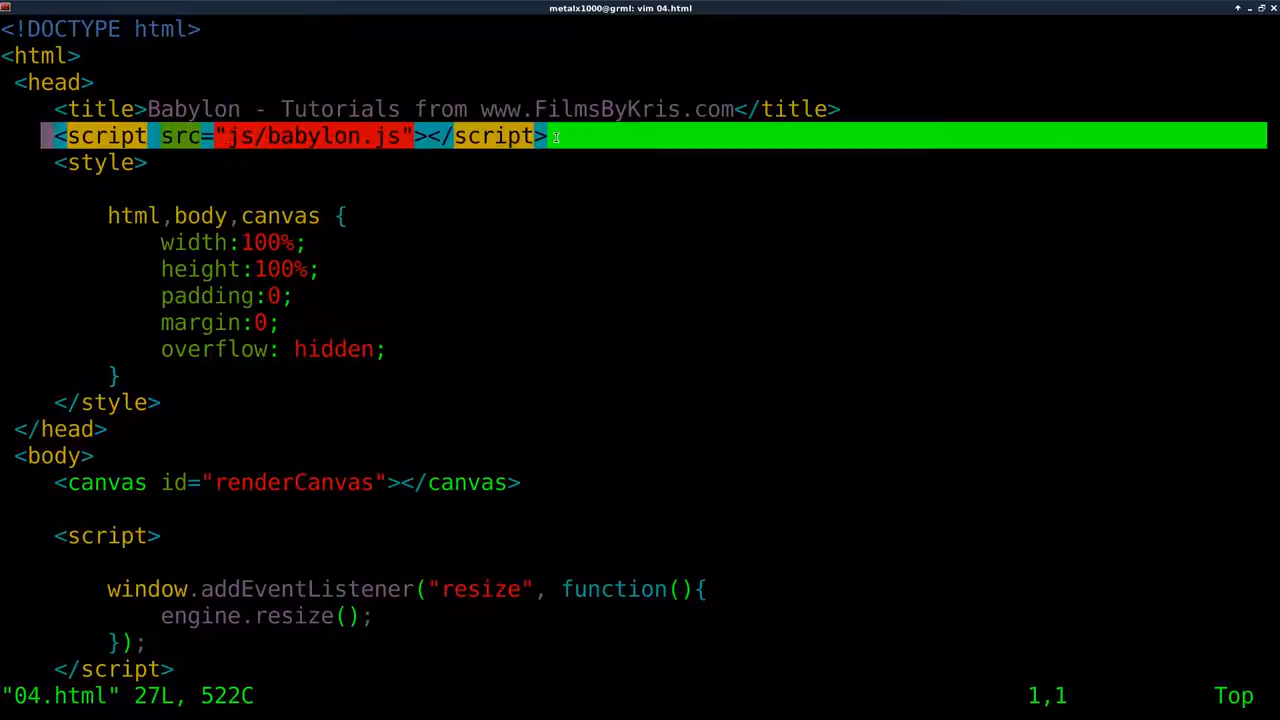 metalx1000@grml: vim 04.html
<!DOCTYPE html>
<html>
<head>
<title>Babylon - Tutorials from www.FilmsByKris.com</title>
<script src="js/babylon.js"></script>
<style>
html,body,canvas {
width:100%;
height:100%;
padding:0;
margin:0;
overflow: hidden;
}
</style>
</head>
<body>
<canvas id="renderCanvas"></canvas>
<script>
window.addEventListener("resize", function(){
engine.resize();
});
</script>
"04.html" 27L, 522C 1,1 Top